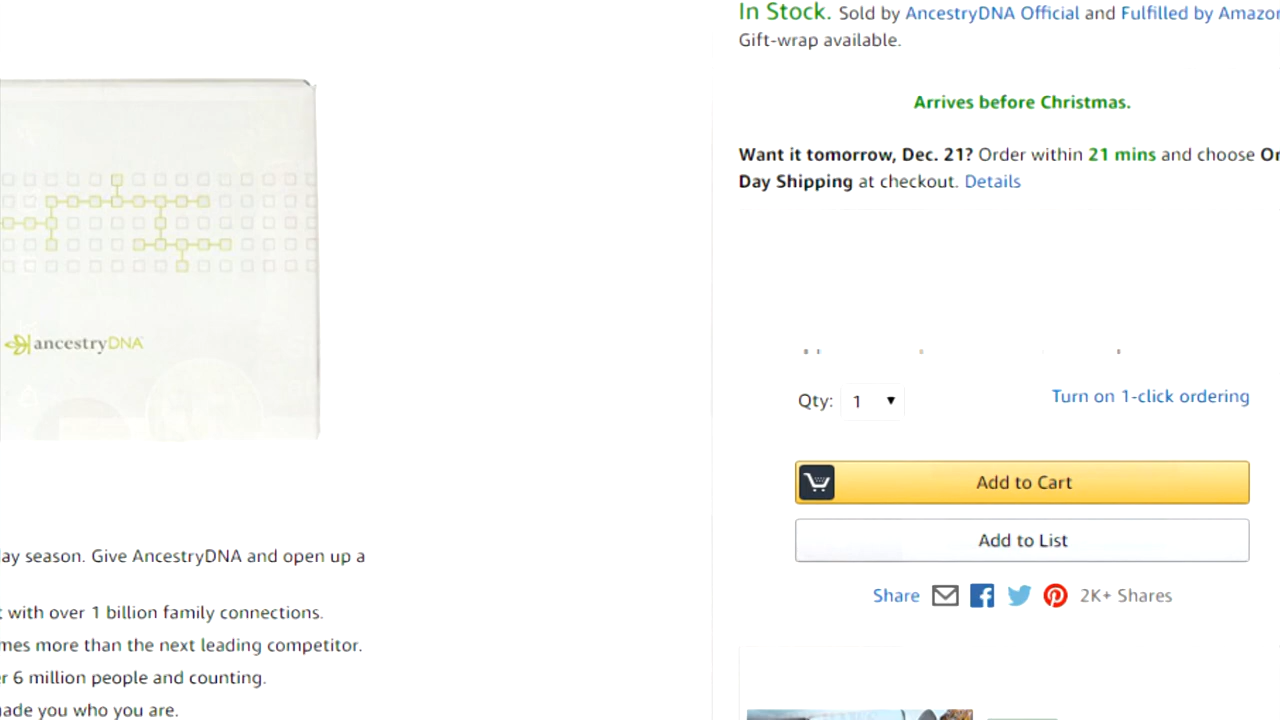 In Stock. Sold by AncestryDNA Official and Fulfilled by Amazon
Gift-wrap available.
Arrives before Christmas.
Want it tomorrow, Dec. 21? Order within 21 mins and choose
Day Shipping at checkout. Details
ancestryDNA
Qty: 1
Turn on 1-click ordering
Add to Cart
Add to List
Share 2K+ Shares
season. Give AncestryDNA and open up a
with over 1 billion family connections.
more than the next leading competitor.
6 million people and counting.
you who you are.